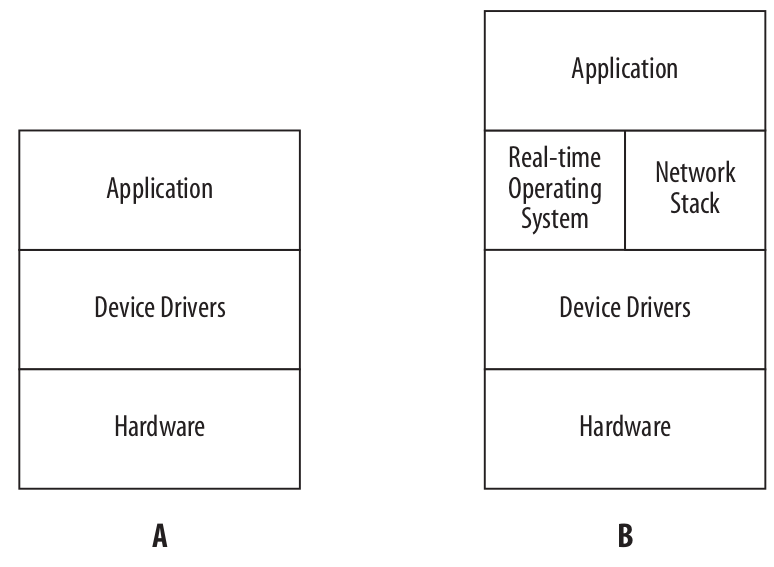 Application
Device Drivers
Hardware
A
Application
Real-time
Operating
System
Network
Stack
Device Drivers
Hardware
B